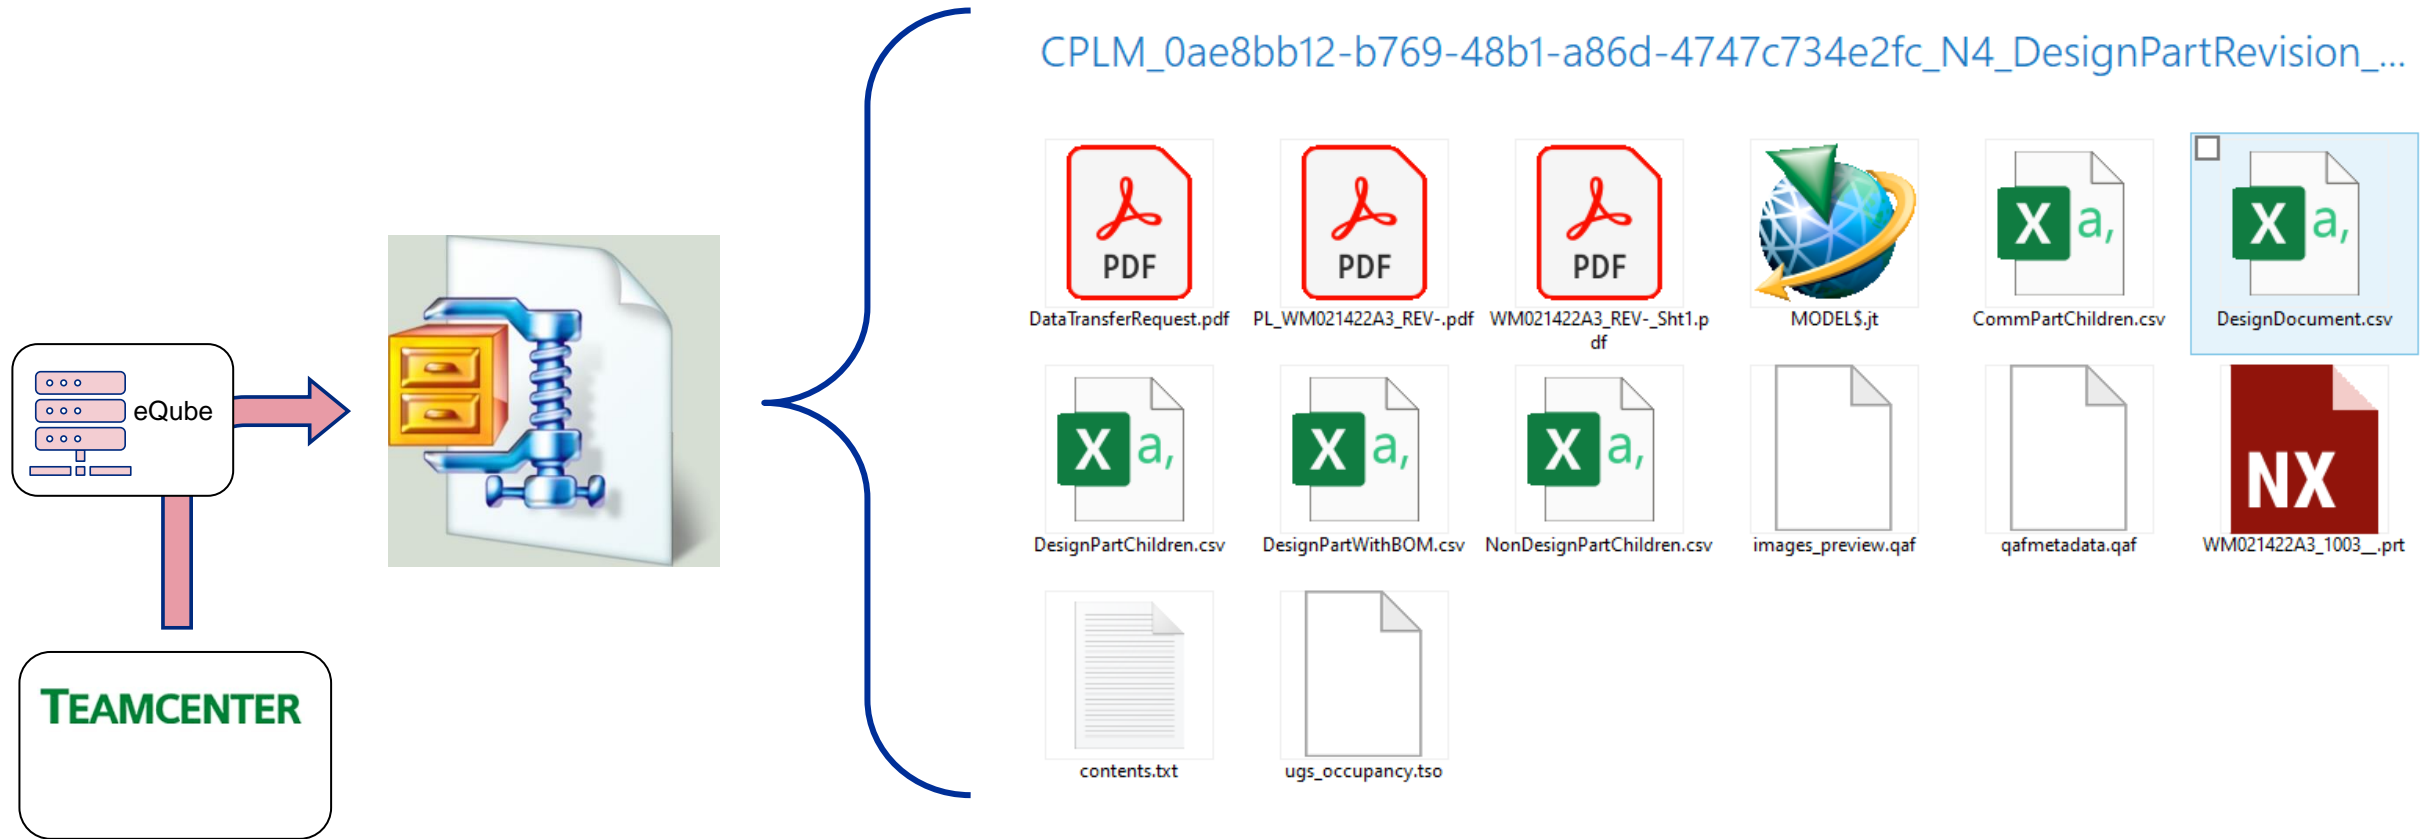 CPLM_0ae8bb12-b769-48b1-a86d-4747c734e2fc_N4_DesignPartRevision_...
PDF
PDF
PDF
X a,
X a,
DataTransferRequest.pdf
PL_WM021422A3_REV-.pdf
WM021422A3_REV-_Sht1.p
df
MODEL$.jt
CommPartChildren.csv
DesignDocument.csv
eQube
X a,
X a,
X a,
NX
DesignPartChildren.csv
DesignPartWithBOM.csv
NonDesignPartChildren.csv
images_preview.qaf
qafmetadata.qaf
WM021422A3_1003__.prt
TEAMCENTER
contents.txt
ugs_occupancy.tso